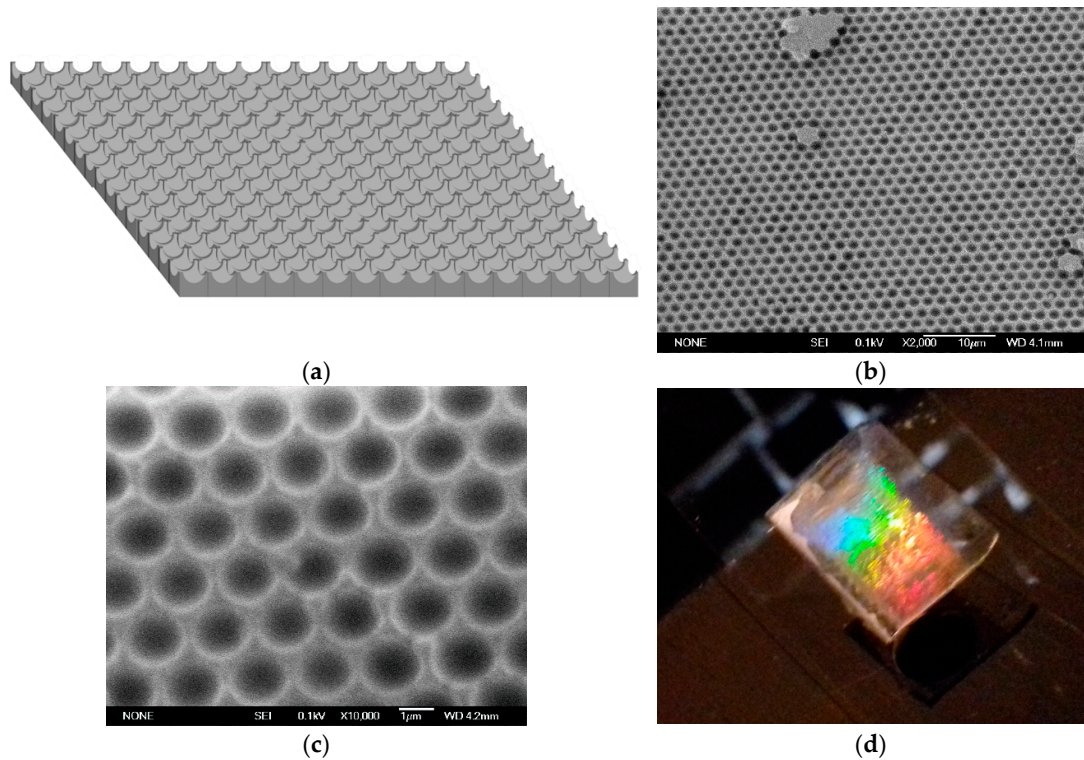 (a)
NONE SEI 0.1kV X2,000 10μm WD 4.1mm
(b)
NONE SEI 0.1kV X10,000 1μm WD 4.2mm
(c)
(d)